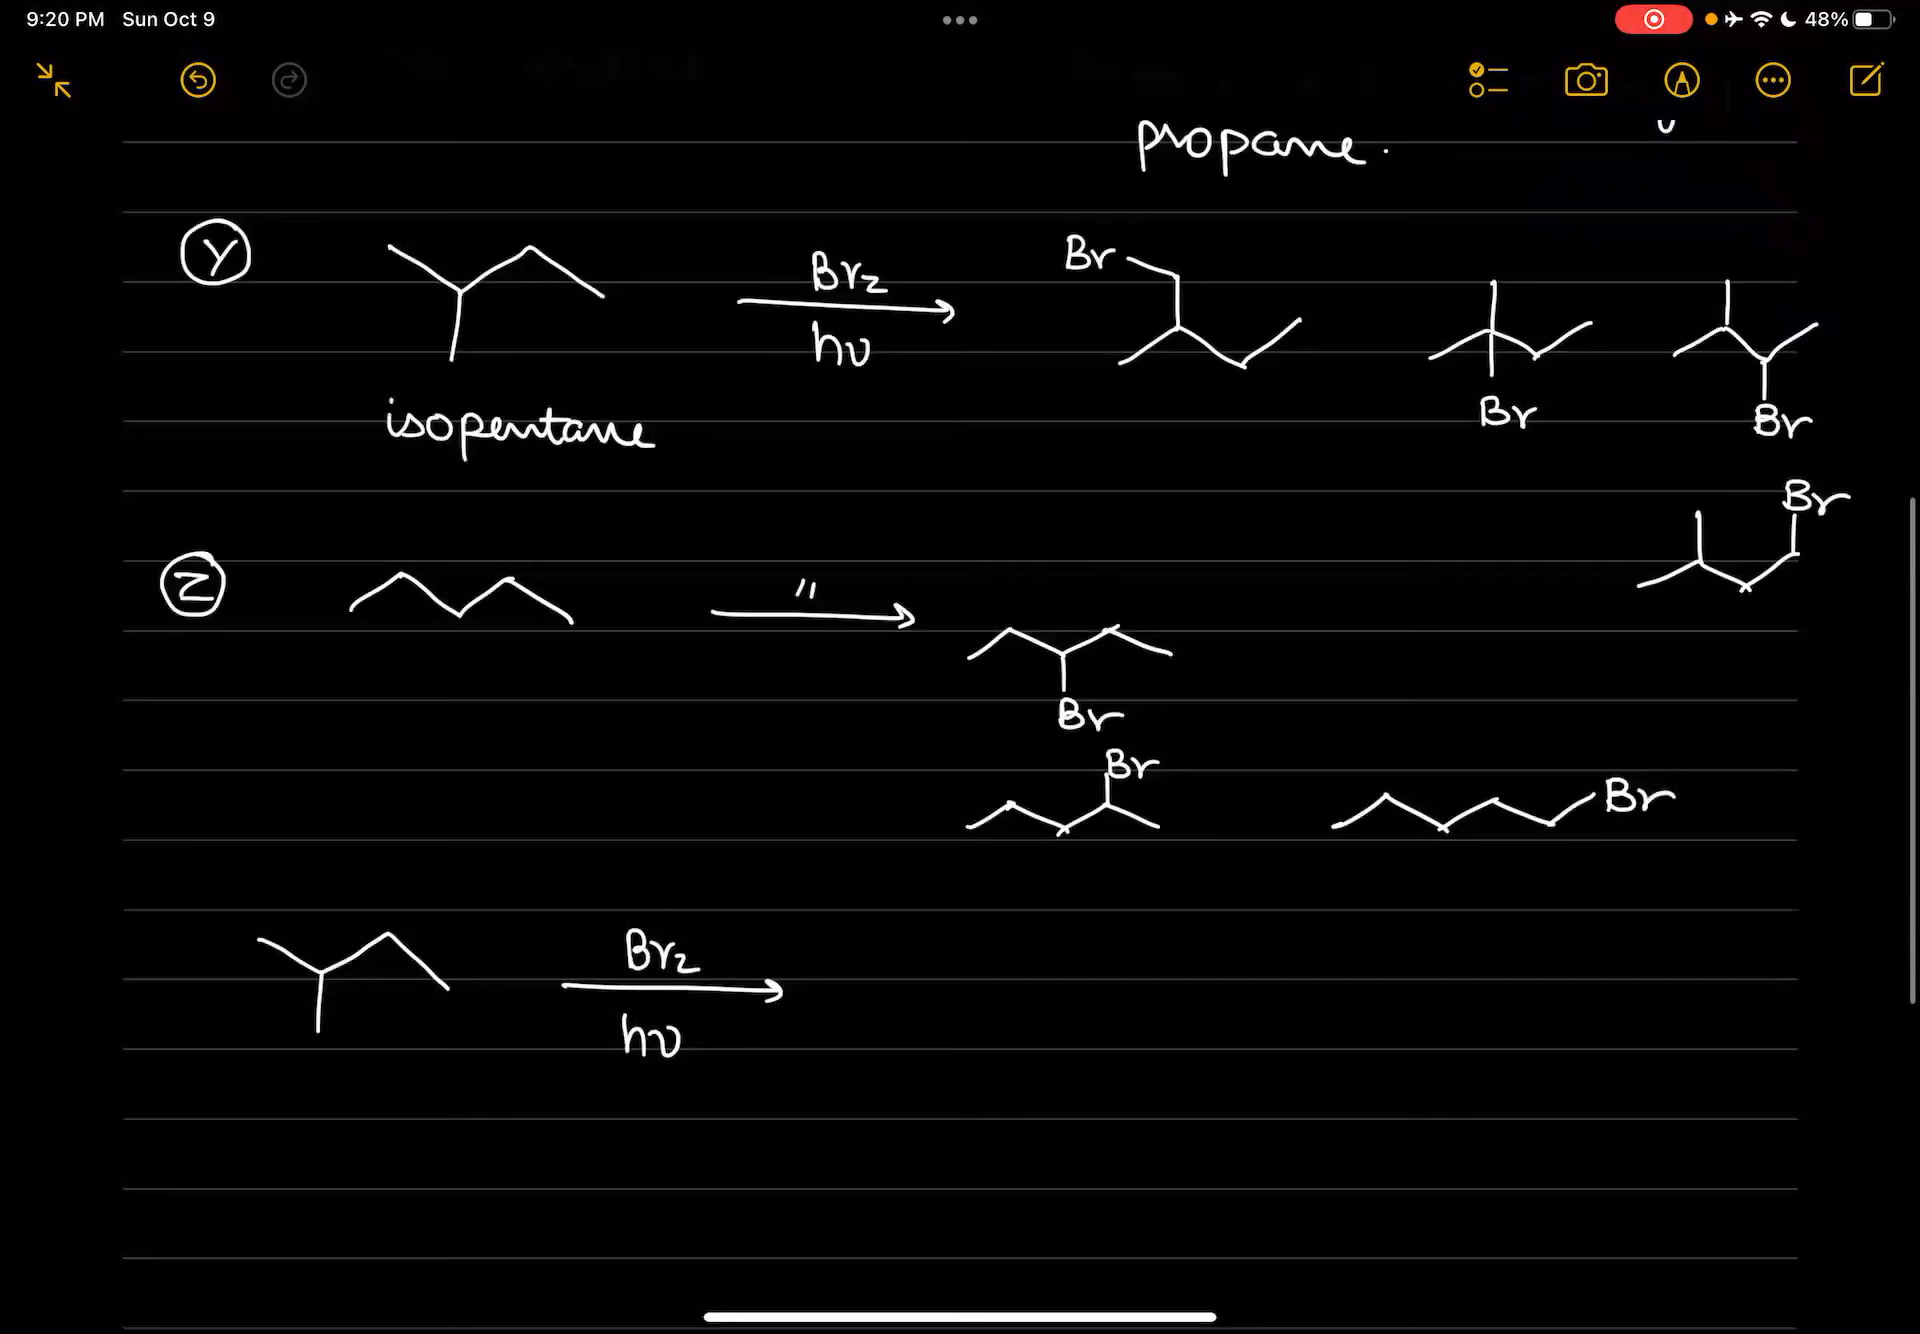 9:20 PM Sun Oct 9
48%
propane.
Y
Br₂
hν
Br
Br
Br
isopentane
Br
Z
"
Br
Br
Br
Br₂
hν